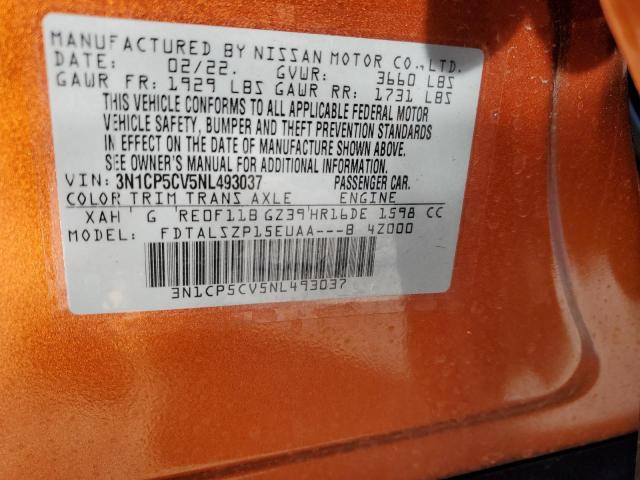 MANUFACTURED BY NISSAN MOTOR CO.,LTD.
DATE: 02/22. GVWR: 3660 LBS
GAWR FR: 1929 LBS GAWR RR: 1731 LBS
THIS VEHICLE CONFORMS TO ALL APPLICABLE FEDERAL MOTOR
VEHICLE SAFETY, BUMPER AND THEFT PREVENTION STANDARDS
IN EFFECT ON THE DATE OF MANUFACTURE SHOWN ABOVE.
SEE OWNER'S MANUAL FOR ADDITIONAL INFORMATION.
VIN: 3N1CP5CV5NL493037 PASSENGER CAR.
COLOR TRIM TRANS AXLE ENGINE
XAH G RE0F11B GZ39 HR16DE 1598 CC
MODEL: FDTALSZP15EUAA---B 4Z000
3N1CP5CV5NL493037